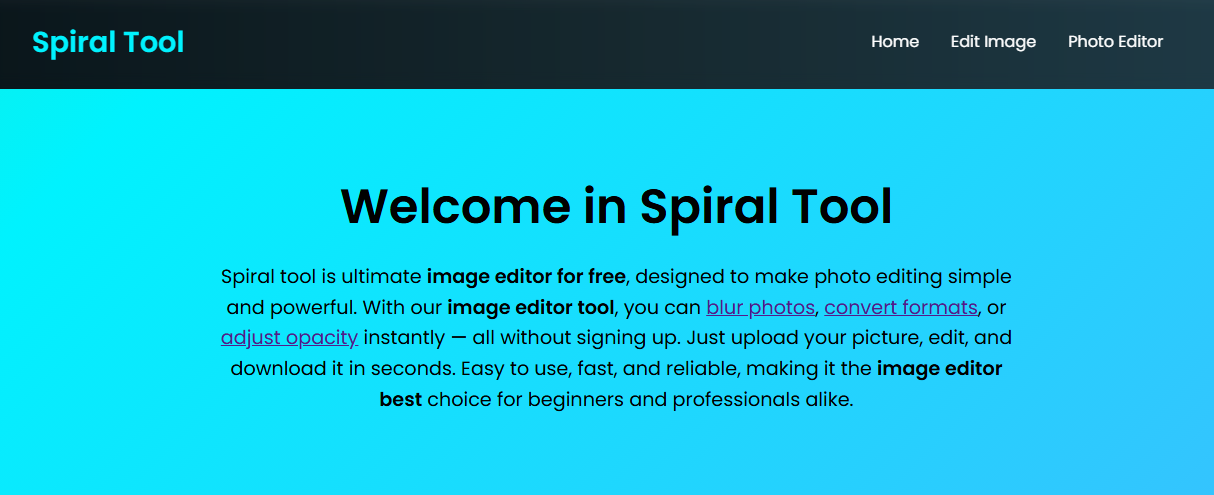 Spiral Tool
Home Edit Image Photo Editor
Welcome in Spiral Tool
Spiral tool is ultimate image editor for free, designed to make photo editing simple
and powerful. With our image editor tool, you can blur photos, convert formats, or
adjust opacity instantly — all without signing up. Just upload your picture, edit, and
download it in seconds. Easy to use, fast, and reliable, making it the image editor
best choice for beginners and professionals alike.